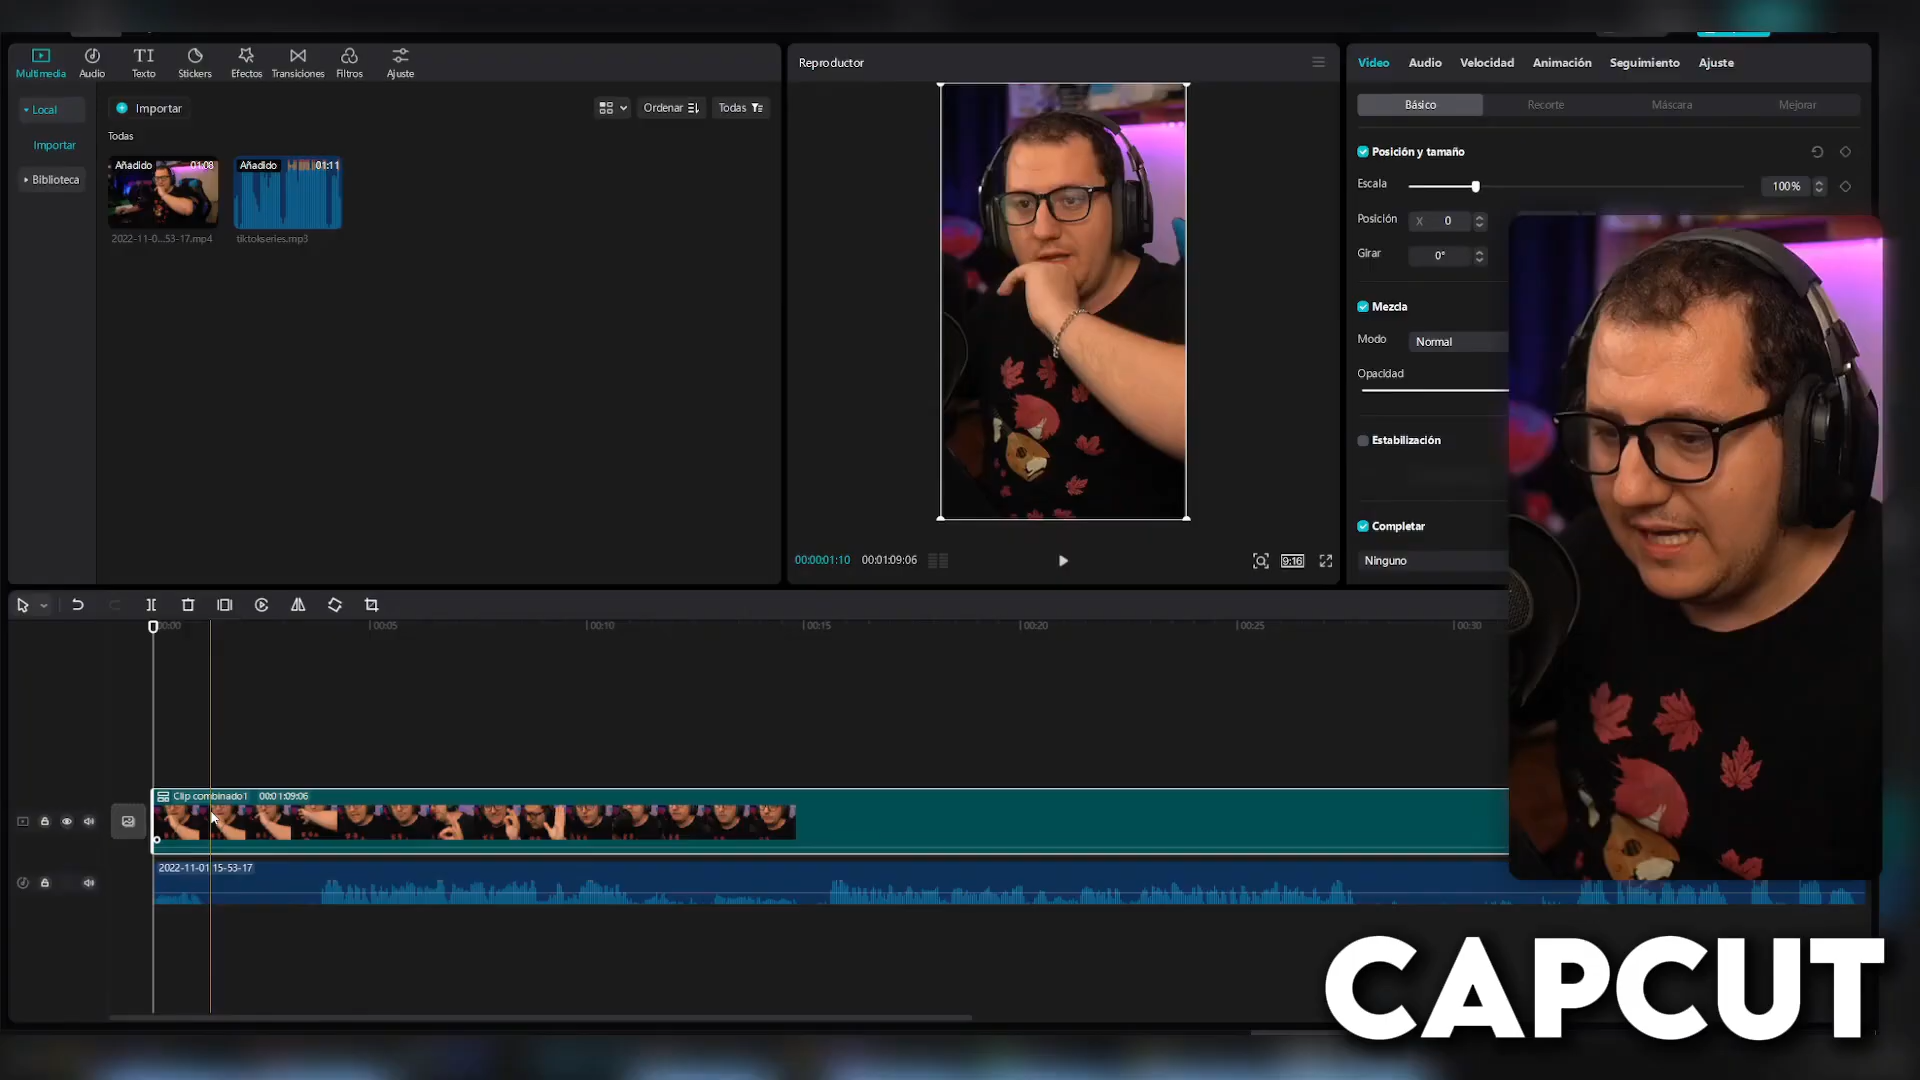 Multimedia
Audio
Texto
Stickers
Efectos
Transiciones
Filtros
Ajuste
Local
Importar
Biblioteca
Importar
Ordenar
Todas
Todas
Añadido 01:08
2022-11-0...53-17.mp4
Añadido 01:11
tiktokseries.mp3
Reproductor
00:00:01:10 00:01:09:06
9:16
Video Audio Velocidad Animación Seguimiento Ajuste
Básico Recorte Máscara Mejorar
Posición y tamaño
Escala 100%
Posición X 0
Girar 0°
Mezcla
Modo Normal
Opacidad
Estabilización
Completar
Ninguno
00:00 00:05 00:10 00:15 00:20 00:25 00:30
Clip combinado1 00:01:09:06
2022-11-01 15-53-17
CAPCUT